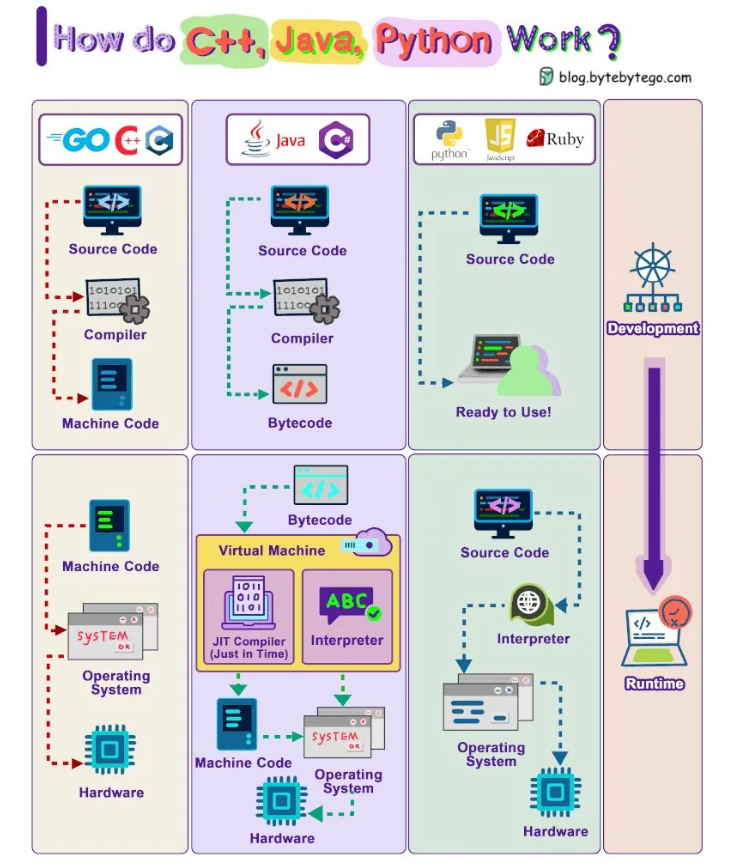 How do C++, Java, Python Work?
blog.bytebytego.com
GO C++ C
Java C#
python JS JavaScript Ruby
Source Code
Compiler
Machine Code
Source Code
1010101
Compiler
Bytecode
Source Code
Ready to Use!
Development
Machine Code
SYSTEM
OK
Operating
System
Hardware
Bytecode
Virtual Machine
1011
010
1101
JIT Compiler
(Just in Time)
ABC
Interpreter
Machine Code
SYSTEM
OK
Operating
System
Hardware
Source Code
Interpreter
Operating
System
Hardware
Runtime